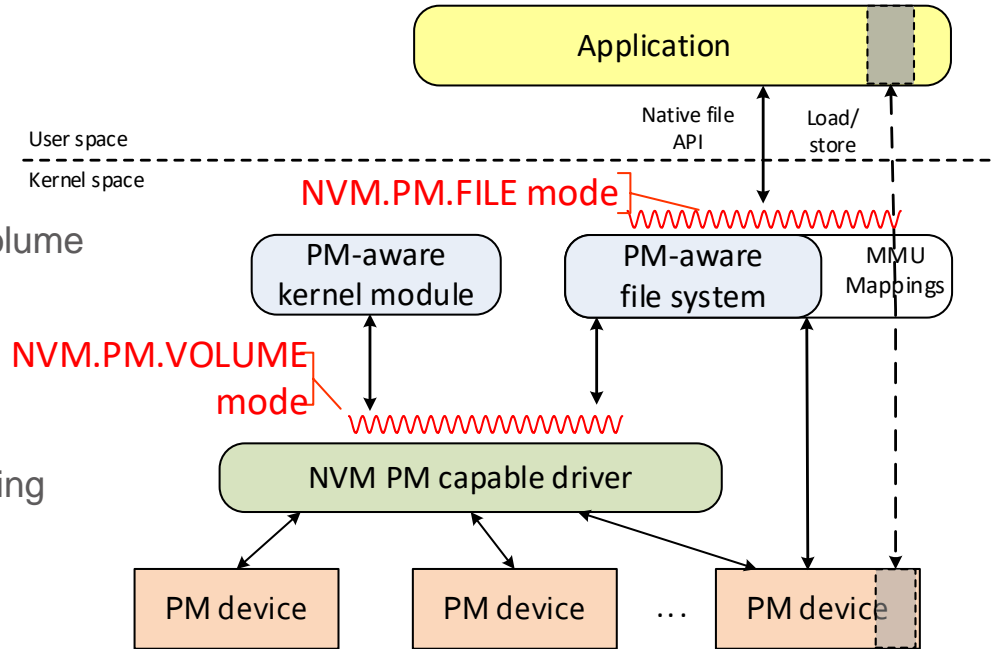 Application
Native file
API
Load/
store
User space
Kernel space
NVM.PM.FILE mode
olume
PM-aware
kernel module
PM-aware
file system
MMU
Mappings
NVM.PM.VOLUME
mode
NVM PM capable driver
ing
PM device
PM device
...
PM device